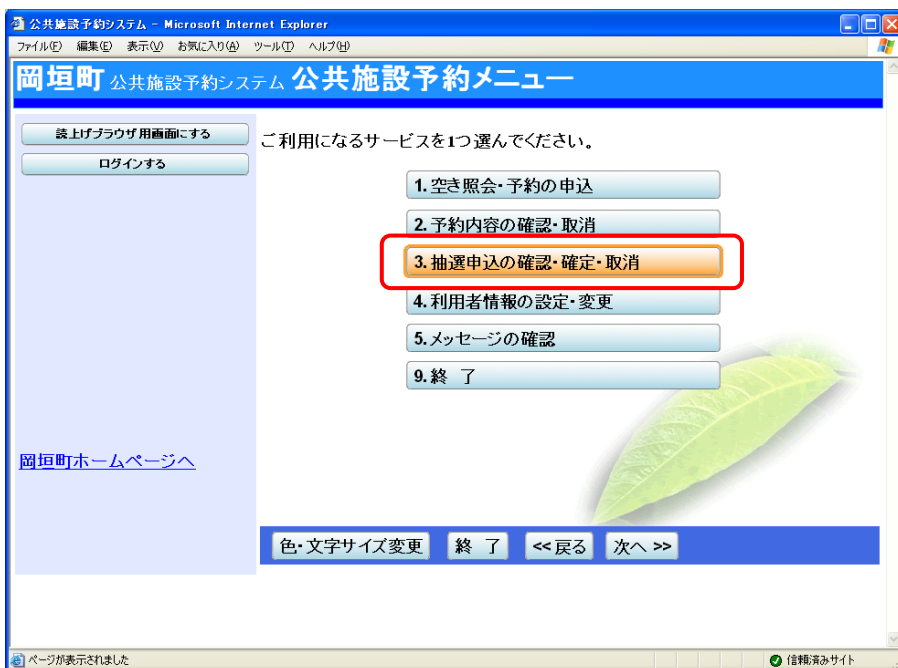 公共施設予約システム - Microsoft Internet Explorer
ファイル(F) 編集(E) 表示(V) お気に入り(A) ツール(T) ヘルプ(H)
岡垣町 公共施設予約システム 公共施設予約メニュー
読上げブラウザ用画面にする
ログインする
ご利用になるサービスを1つ選んでください。
1. 空き照会・予約の申込
2. 予約内容の確認・取消
3. 抽選申込の確認・確定・取消
4. 利用者情報の設定・変更
5. メッセージの確認
9. 終 了
岡垣町ホームページへ
色・文字サイズ変更 終 了 <<戻る 次へ >>
ページが表示されました 信頼済みサイト